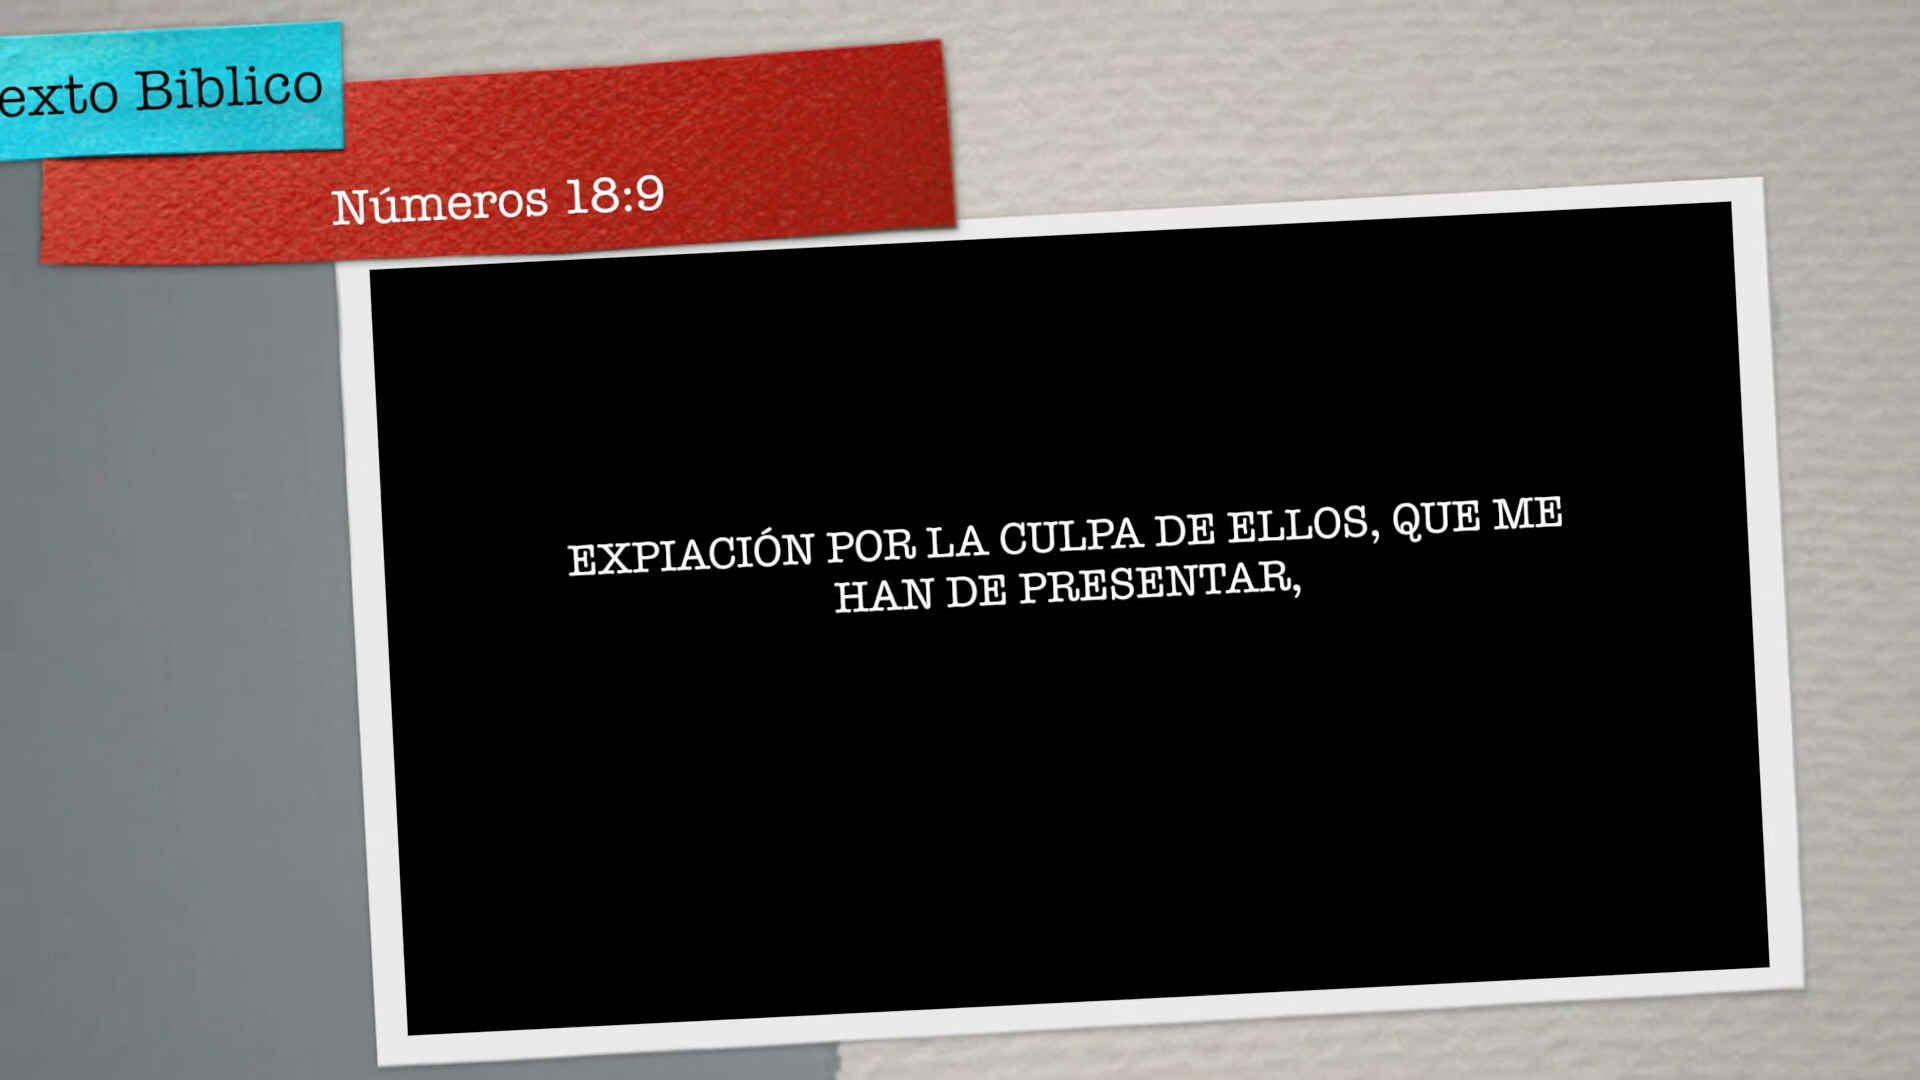 exto Biblico
Números 18:9
EXPIACIÓN POR LA CULPA DE ELLOS, QUE ME
HAN DE PRESENTAR,